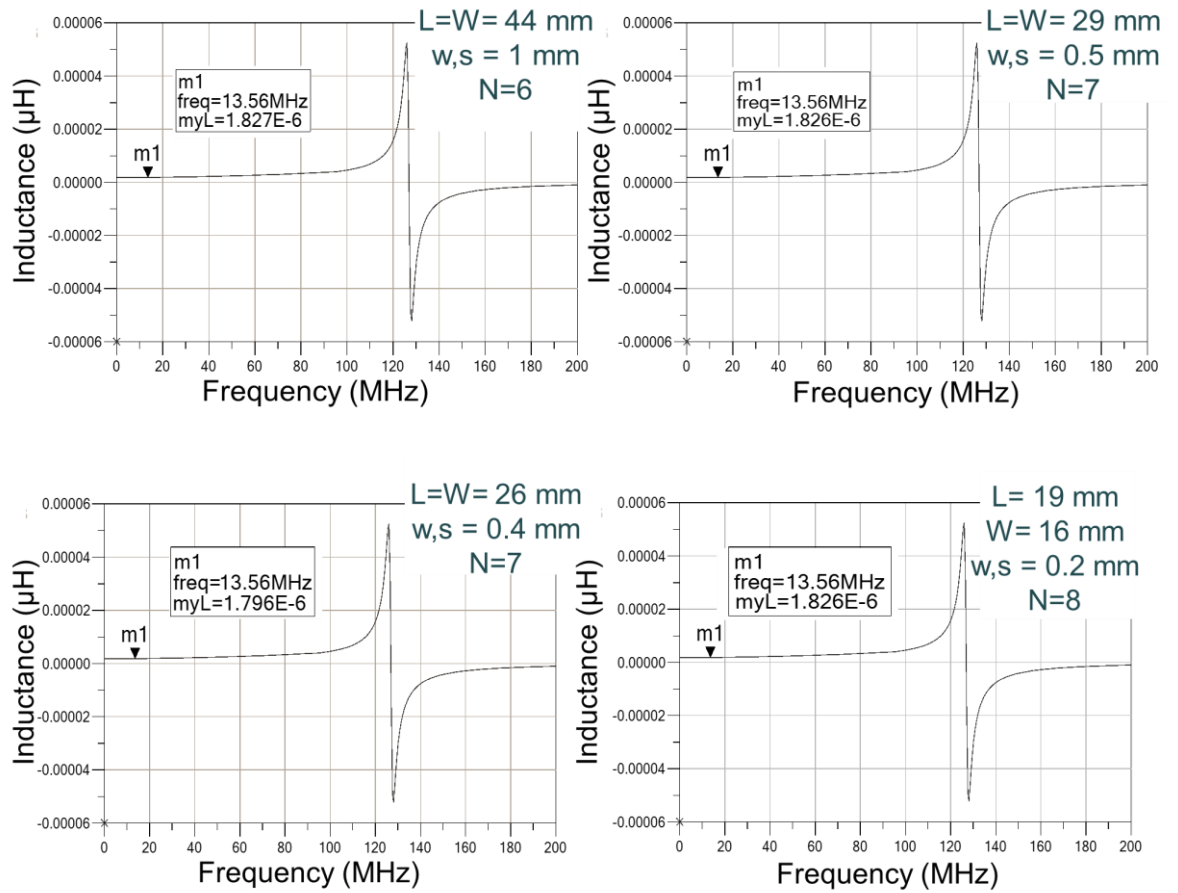 L=W= 44 mm
w,s = 1 mm
N=6
Inductance (µH)
0.00006
0.00004
0.00002
0.00000
-0.00002
-0.00004
-0.00006
m1
freq=13.56MHz
myL=1.827E-6
m1
0 20 40 60 80 100 120 140 160 180 200
Frequency (MHz)
L=W= 29 mm
w,s = 0.5 mm
N=7
Inductance (µH)
0.00006
0.00004
0.00002
0.00000
-0.00002
-0.00004
-0.00006
m1
freq=13.56MHz
myL=1.826E-6
m1
0 20 40 60 80 100 120 140 160 180 200
Frequency (MHz)
L=W= 26 mm
w,s = 0.4 mm
N=7
Inductance (µH)
0.00006
0.00004
0.00002
0.00000
-0.00002
-0.00004
-0.00006
m1
freq=13.56MHz
myL=1.796E-6
m1
0 20 40 60 80 100 120 140 160 180 200
Frequency (MHz)
L= 19 mm
W= 16 mm
w,s = 0.2 mm
N=8
Inductance (µH)
0.00006
0.00004
0.00002
0.00000
-0.00002
-0.00004
-0.00006
m1
freq=13.56MHz
myL=1.826E-6
m1
0 20 40 60 80 100 120 140 160 180 200
Frequency (MHz)